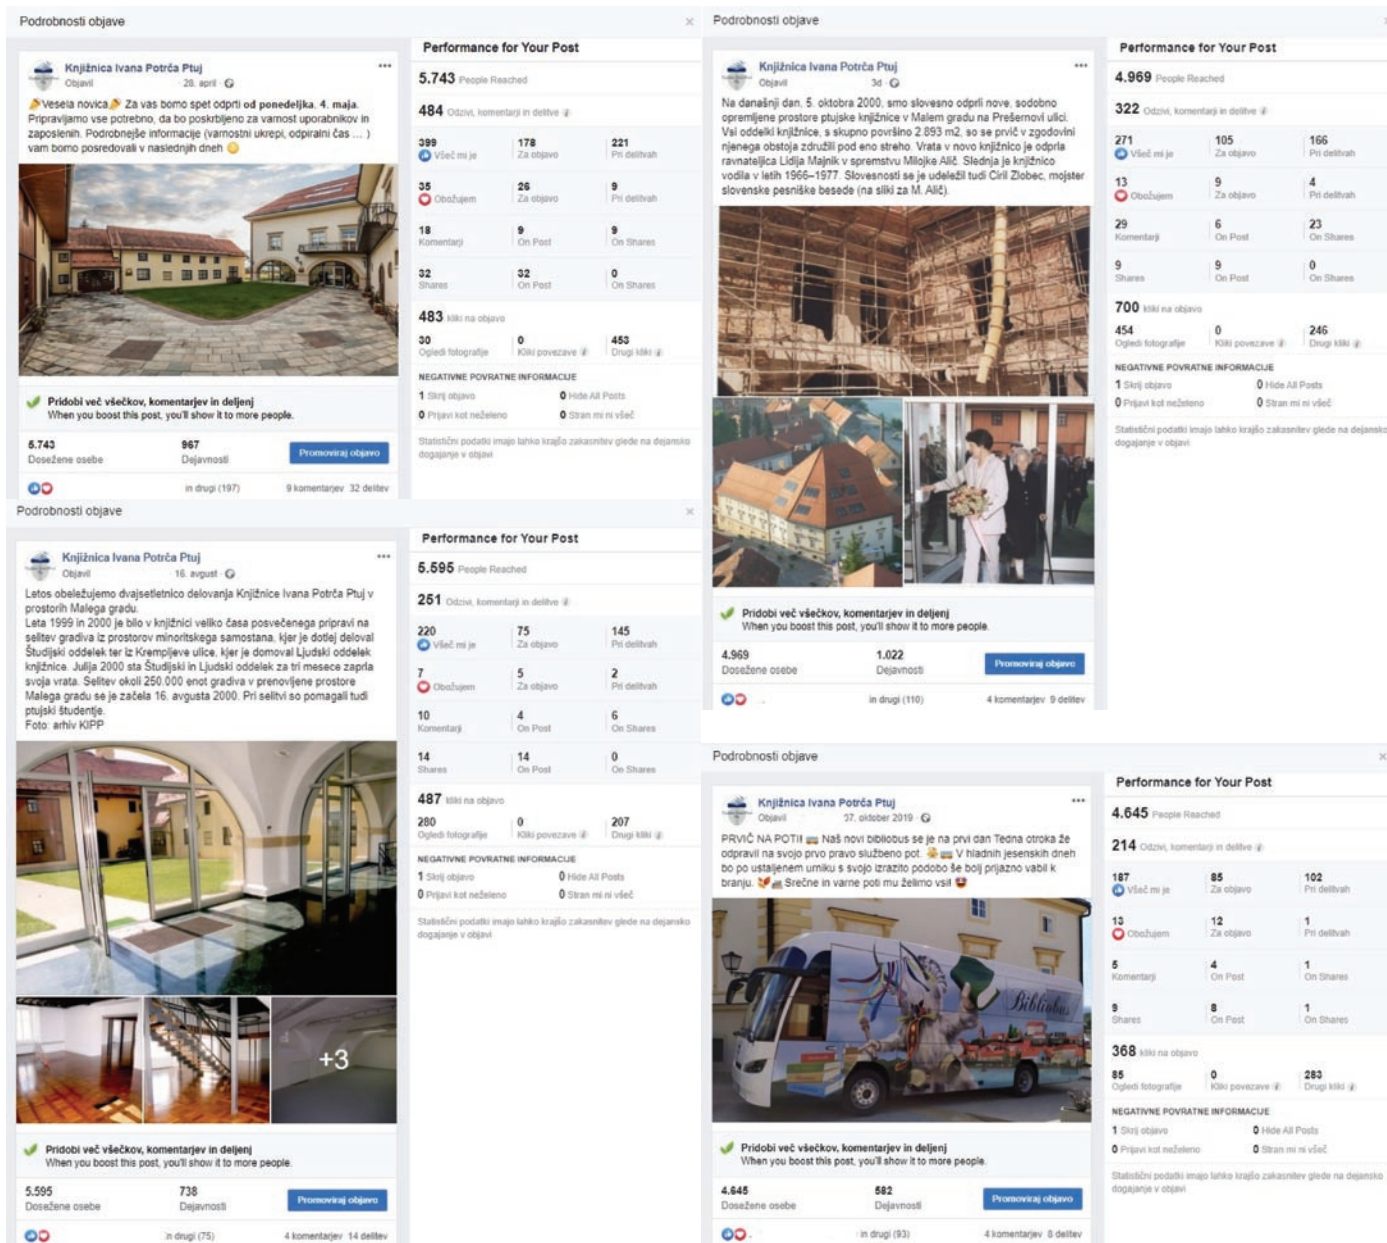 Podrobnosti objave
Knjižnica Ivana Potrča Ptuj
Objavil · 28. april ·
Vesela novica Za vas bomo spet odprti od ponedeljka, 4. maja.
Pripravljamo vse potrebno, da bo poskrbljeno za varnost uporabnikov in
zaposlenih. Podrobnejše informacije (varnostni ukrepi, odpiralni čas ... )
vam bomo posredovali v naslednjih dneh
Pridobi več všečkov, komentarjev in deljenj
When you boost this post, you'll show it to more people.
5.743 967
Dosežene osebe Dejavnosti Promoviraj objavo
in drugi (197) 9 komentarjev 32 delitev
Performance for Your Post
5.743 People Reached
484 Odzivi, komentarji in delitve
399 178 221
Všeč mi je Za objavo Pri delitvah
35 26 9
Obožujem Za objavo Pri delitvah
18 9 9
Komentarji On Post On Shares
32 32 0
Shares On Post On Shares
483 kliki na objavo
30 0 453
Ogledi fotografije Kliki povezave Drugi kliki
NEGATIVNE POVRATNE INFORMACIJE
1 Skrij objavo 0 Hide All Posts
0 Prijavi kot neželeno 0 Stran mi ni všeč
Statistični podatki imajo lahko krajšo zakasnitev glede na dejansko
dogajanje v objavi
Podrobnosti objave
Knjižnica Ivana Potrča Ptuj
Objavil 3d ·
Na današnji dan, 5. oktobra 2000, smo slovesno odprli nove, sodobno
opremljene prostore ptujske knjižnice v Malem gradu na Prešernovi ulici.
Vsi oddelki knjižnice, s skupno površino 2.893 m2, so se prvič v zgodovini
njenega obstoja združili pod eno streho. Vrata v novo knjižnico je odprla
ravnateljica Lidija Majnik v spremstvu Milojke Alič. Slednja je knjižnico
vodila v letih 1966–1977. Slovesnosti se je udeležil tudi Ciril Zlobec, mojster
slovenske pesniške besede (na sliki za M. Alič).
Pridobi več všečkov, komentarjev in deljenj
When you boost this post, you'll show it to more people.
4.969 1.022
Dosežene osebe Dejavnosti Promoviraj objavo
in drugi (110) 4 komentarjev 9 delitev
Performance for Your Post
4.969 People Reached
322 Odzivi, komentarji in delitve
271 105 166
Všeč mi je Za objavo Pri delitvah
13 9 4
Obožujem Za objavo Pri delitvah
29 6 23
Komentarji On Post On Shares
9 9 0
Shares On Post On Shares
700 kliki na objavo
454 0 246
Ogledi fotografije Kliki povezave Drugi kliki
NEGATIVNE POVRATNE INFORMACIJE
1 Skrij objavo 0 Hide All Posts
0 Prijavi kot neželeno 0 Stran mi ni všeč
Statistični podatki imajo lahko krajšo zakasnitev glede na dejansko
dogajanje v objavi
Podrobnosti objave
Knjižnica Ivana Potrča Ptuj
Objavil · 16. avgust ·
Letos obeležujemo dvajsetletnico delovanja Knjižnice Ivana Potrča Ptuj v
prostorih Malega gradu.
Leta 1999 in 2000 je bilo v knjižnici veliko časa posvečenega pripravi na
selitev gradiva iz prostorov minoritskega samostana, kjer je dotlej deloval
Študijski oddelek ter iz Krempljeve ulice, kjer je domoval Ljudski oddelek
knjižnice. Julija 2000 sta Študijski in Ljudski oddelek za tri mesece zaprla
svoja vrata. Selitev okoli 250.000 enot gradiva v prenovljene prostore
Malega gradu se je začela 16. avgusta 2000. Pri selitvi so pomagali tudi
ptujski študentje.
Foto: arhiv KIPP
+3
Pridobi več všečkov, komentarjev in deljenj
When you boost this post, you'll show it to more people.
5.595 738
Dosežene osebe Dejavnosti Promoviraj objavo
in drugi (75) 4 komentarjev 14 delitev
Performance for Your Post
5.595 People Reached
251 Odzivi, komentarji in delitve
220 75 145
Všeč mi je Za objavo Pri delitvah
7 5 2
Obožujem Za objavo Pri delitvah
10 4 6
Komentarji On Post On Shares
14 14 0
Shares On Post On Shares
487 kliki na objavo
280 0 207
Ogledi fotografije Kliki povezave Drugi kliki
NEGATIVNE POVRATNE INFORMACIJE
1 Skrij objavo 0 Hide All Posts
0 Prijavi kot neželeno 0 Stran mi ni všeč
Statistični podatki imajo lahko krajšo zakasnitev glede na dejansko
dogajanje v objavi
Podrobnosti objave
Knjižnica Ivana Potrča Ptuj
Objavil 07. oktober 2019 ·
PRVIČ NA POTI! Naš novi bibliobus se je na prvi dan Tedna otroka že
odpravil na svojo prvo pravo službeno pot. V hladnih jesenskih dneh
bo po ustaljenem urniku s svojo izrazito podobo še bolj prijazno vabil k
branju. Srečne in varne poti mu želimo vsi!
Bibliobus
Pridobi več všečkov, komentarjev in deljenj
When you boost this post, you'll show it to more people.
4.645 582
Dosežene osebe Dejavnosti Promoviraj objavo
in drugi (93) 4 komentarjev 8 delitev
Performance for Your Post
4.645 People Reached
214 Odzivi, komentarji in delitve
187 85 102
Všeč mi je Za objavo Pri delitvah
13 12 1
Obožujem Za objavo Pri delitvah
5 4 1
Komentarji On Post On Shares
9 8 1
Shares On Post On Shares
368 kliki na objavo
85 0 283
Ogledi fotografije Kliki povezave Drugi kliki
NEGATIVNE POVRATNE INFORMACIJE
1 Skrij objavo 0 Hide All Posts
0 Prijavi kot neželeno 0 Stran mi ni všeč
Statistični podatki imajo lahko krajšo zakasnitev glede na dejansko
dogajanje v objavi